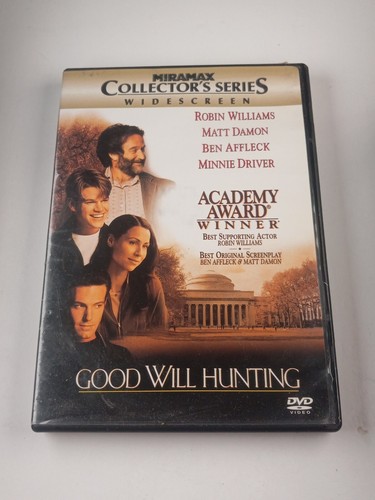 MIRAMAX
COLLECTOR'S SERIES
WIDESCREEN
ROBIN WILLIAMS
MATT DAMON
BEN AFFLECK
MINNIE DRIVER
ACADEMY
AWARD®
WINNER
BEST SUPPORTING ACTOR
ROBIN WILLIAMS
BEST ORIGINAL SCREENPLAY
BEN AFFLECK & MATT DAMON
GOOD WILL HUNTING
DVD
VIDEO